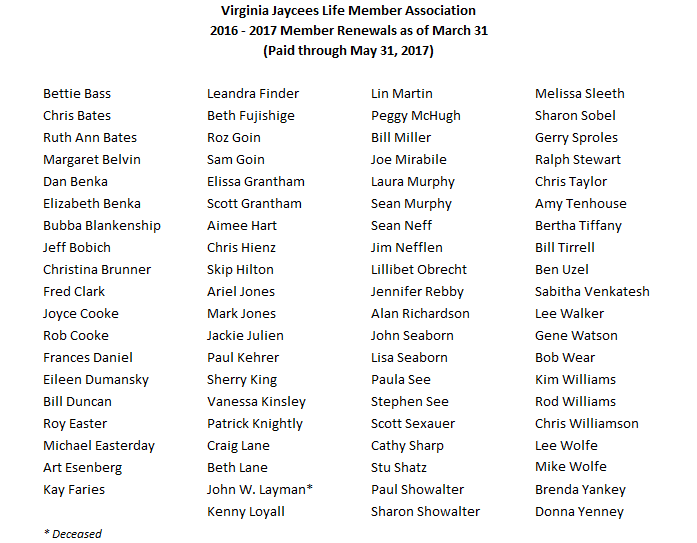 Virginia Jaycees Life Member Association
2016 - 2017 Member Renewals as of March 31
(Paid through May 31, 2017)
Bettie Bass
Chris Bates
Ruth Ann Bates
Margaret Belvin
Dan Benka
Elizabeth Benka
Bubba Blankenship
Jeff Bobich
Christina Brunner
Fred Clark
Joyce Cooke
Rob Cooke
Frances Daniel
Eileen Dumansky
Bill Duncan
Roy Easter
Michael Easterday
Art Esenberg
Kay Faries
Leandra Finder
Beth Fujishige
Roz Goin
Sam Goin
Elissa Grantham
Scott Grantham
Aimee Hart
Chris Hienz
Skip Hilton
Ariel Jones
Mark Jones
Jackie Julien
Paul Kehrer
Sherry King
Vanessa Kinsley
Patrick Knightly
Craig Lane
Beth Lane
John W. Layman*
Kenny Loyall
Lin Martin
Peggy McHugh
Bill Miller
Joe Mirabile
Laura Murphy
Sean Murphy
Sean Neff
Jim Nefflen
Lillibet Obrecht
Jennifer Rebby
Alan Richardson
John Seaborn
Lisa Seaborn
Paula See
Stephen See
Scott Sexauer
Cathy Sharp
Stu Shatz
Paul Showalter
Sharon Showalter
Melissa Sleeth
Sharon Sobel
Gerry Sproles
Ralph Stewart
Chris Taylor
Amy Tenhouse
Bertha Tiffany
Bill Tirrell
Ben Uzel
Sabitha Venkatesh
Lee Walker
Gene Watson
Bob Wear
Kim Williams
Rod Williams
Chris Williamson
Lee Wolfe
Mike Wolfe
Brenda Yankey
Donna Yenney
* Deceased